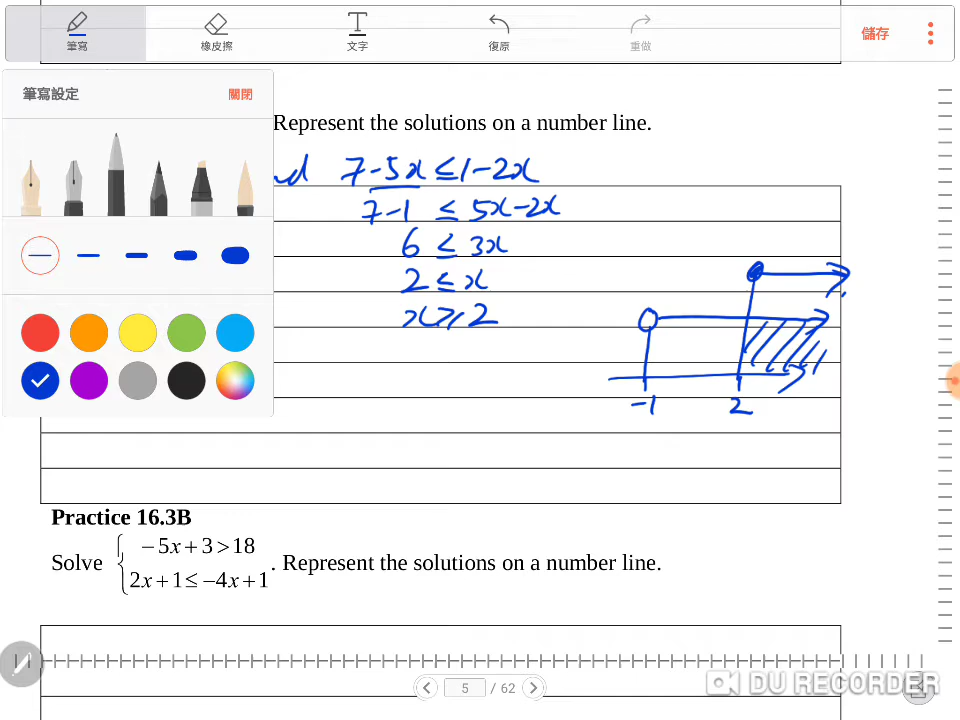 筆寫
橡皮擦
文字
復原
重做
儲存
筆寫設定
關閉
Represent the solutions on a number line.
7-5x ≤ 1-2x
7-1 ≤ 5x-2x
6 ≤ 3x
2 ≤ x
x ≥ 2
-1
2
Practice 16.3B
Solve { −5x+3>18
2x+1≤−4x+1 . Represent the solutions on a number line.
5 / 62
DU RECORDER